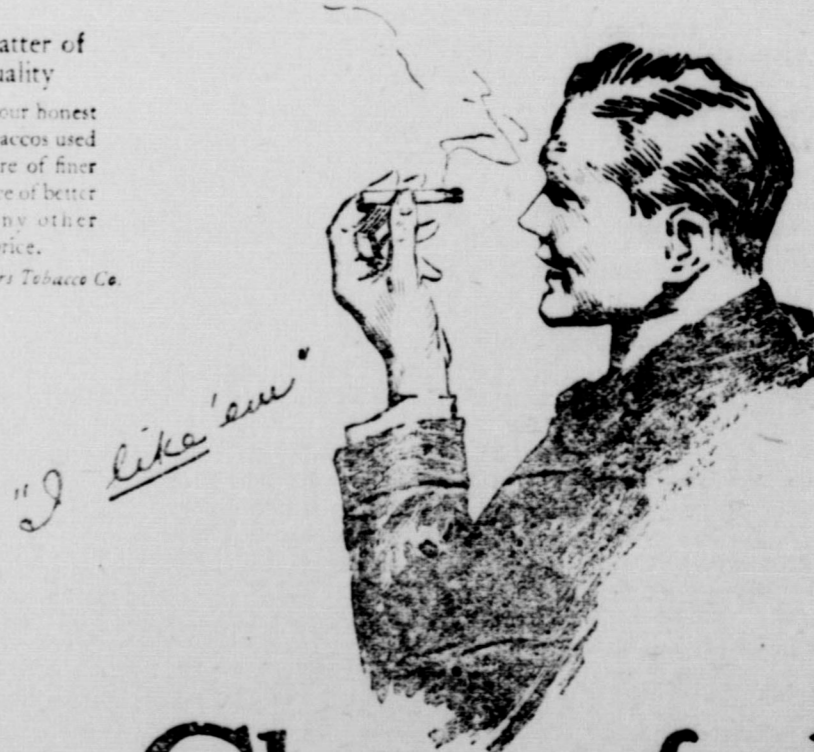 atter of
uality
our honest
accos used
re of finer
re of better
ny other
rice.
rs Tobacco Co.
"I like 'em"